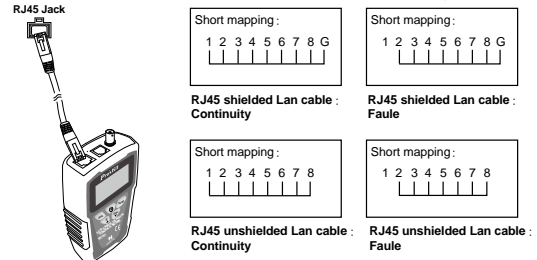 RJ45 Jack
Short mapping:
1 2 3 4 5 6 7 8 G
RJ45 shielded Lan cable :
Continuity
Short mapping:
1 2 3 4 5 6 7 8 G
RJ45 shielded Lan cable :
Faule
Short mapping:
1 2 3 4 5 6 7 8
RJ45 unshielded Lan cable :
Continuity
Short mapping:
1 2 3 4 5 6 7 8
RJ45 unshielded Lan cable :
Faule